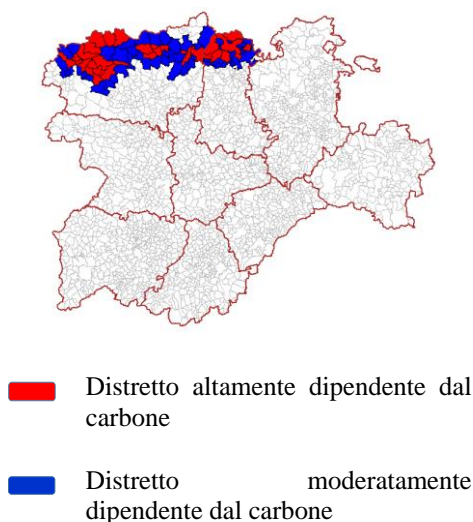 Distretto altamente dipendente dal
carbone
Distretto moderatamente
dipendente dal carbone